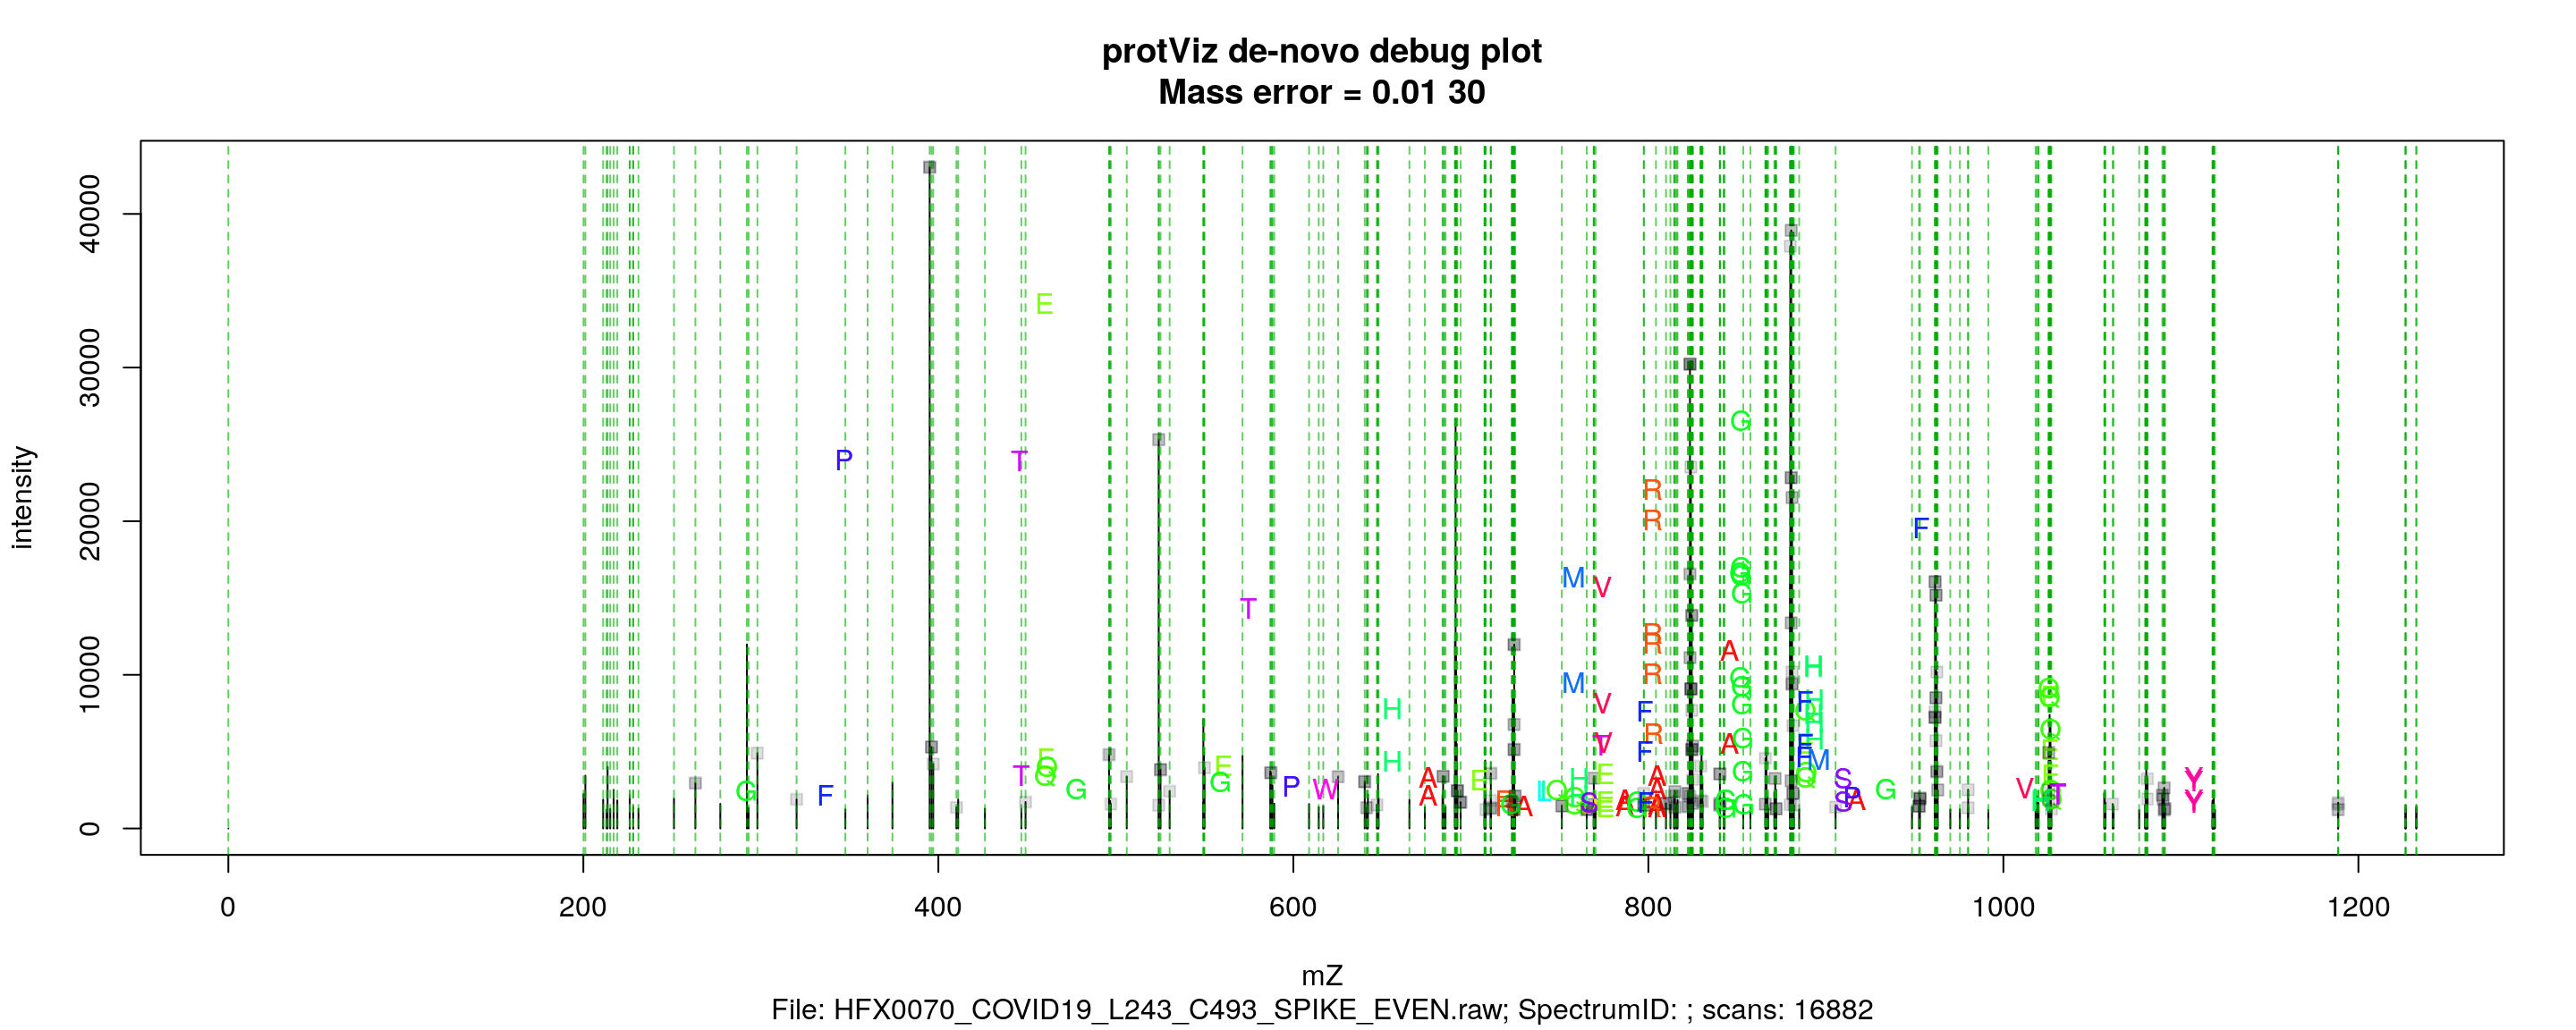 protViz de-novo debug plot
Mass error = 0.01 30
intensity
40000
30000
20000
10000
0
E
P
T
G
R
R
F
G
G
G
M
V
T
R
R
R
A
G
G
G
M
V
H
F
R
A
G
H
H
F
H
Q
Q
Q
H
F
T
V
E
Q
Q
G
T
G
F
E
G
P
W
H
A
A
E
A
G
E
S
A
G
M
S
S
P
A
G
V
T
Y
Y
0 200 400 600 800 1000 1200
mZ
File: HFX0070_COVID19_L243_C493_SPIKE_EVEN.raw; SpectrumID: ; scans: 16882